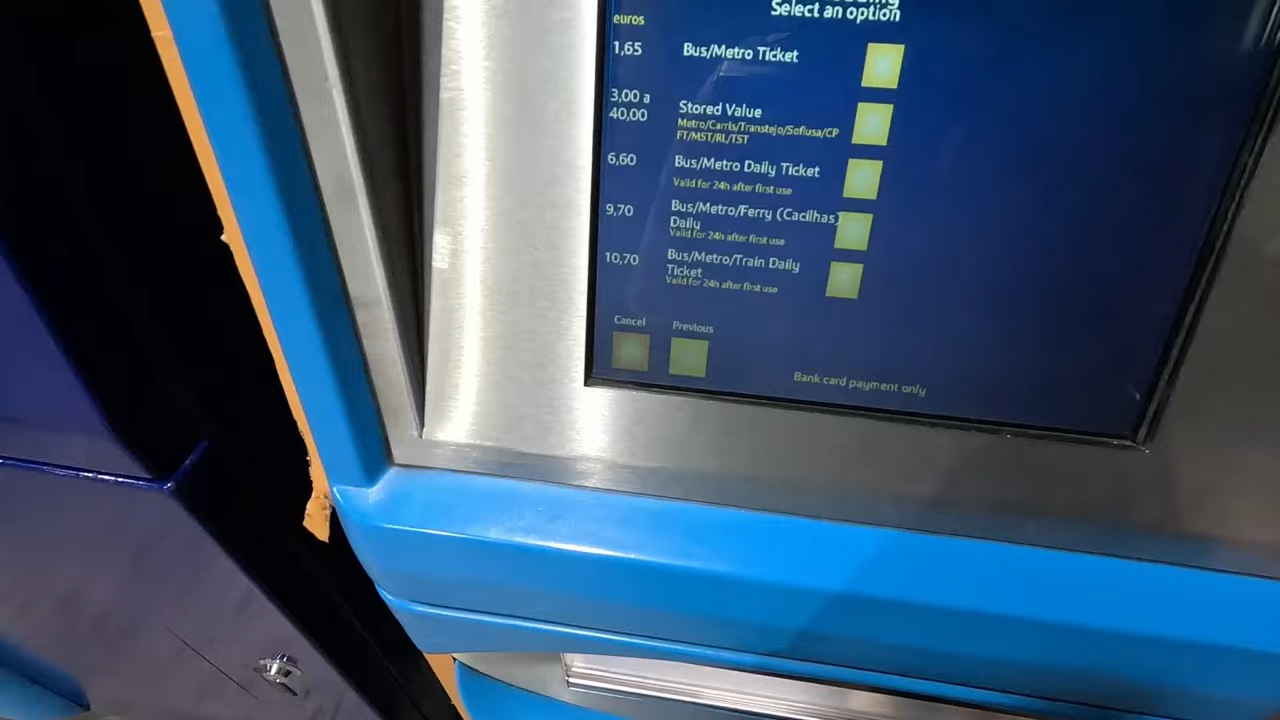 Select an option
euros
1,65 Bus/Metro Ticket
3,00 a
40,00
Stored Value
Metro/Carris/Transtejo/Soflusa/CP
FT/MST/RL/TST
6,60 Bus/Metro Daily Ticket
Valid for 24h after first use
9,70 Bus/Metro/Ferry (Cacilhas)
Daily
Valid for 24h after first use
10,70 Bus/Metro/Train Daily
Ticket
Valid for 24h after first use
Cancel Previous
Bank card payment only